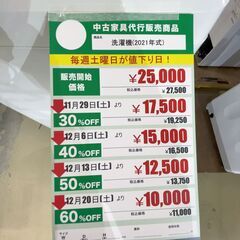 中古家具代行販売商品
洗濯機(2021年式)
毎週土曜日が値下り日!
販売開始価格 ¥25,000
税込価格 ¥27,500
11月29日(土)より ¥17,500
30%OFF 税込価格 ¥19,250
12月6日(土)より ¥15,000
40%OFF 税込価格 ¥16,500
12月13日(土)より ¥12,500
50%OFF 税込価格 ¥13,750
12月20日(土)より ¥10,000
60%OFF 税込価格 ¥11,000
サイズ W D H